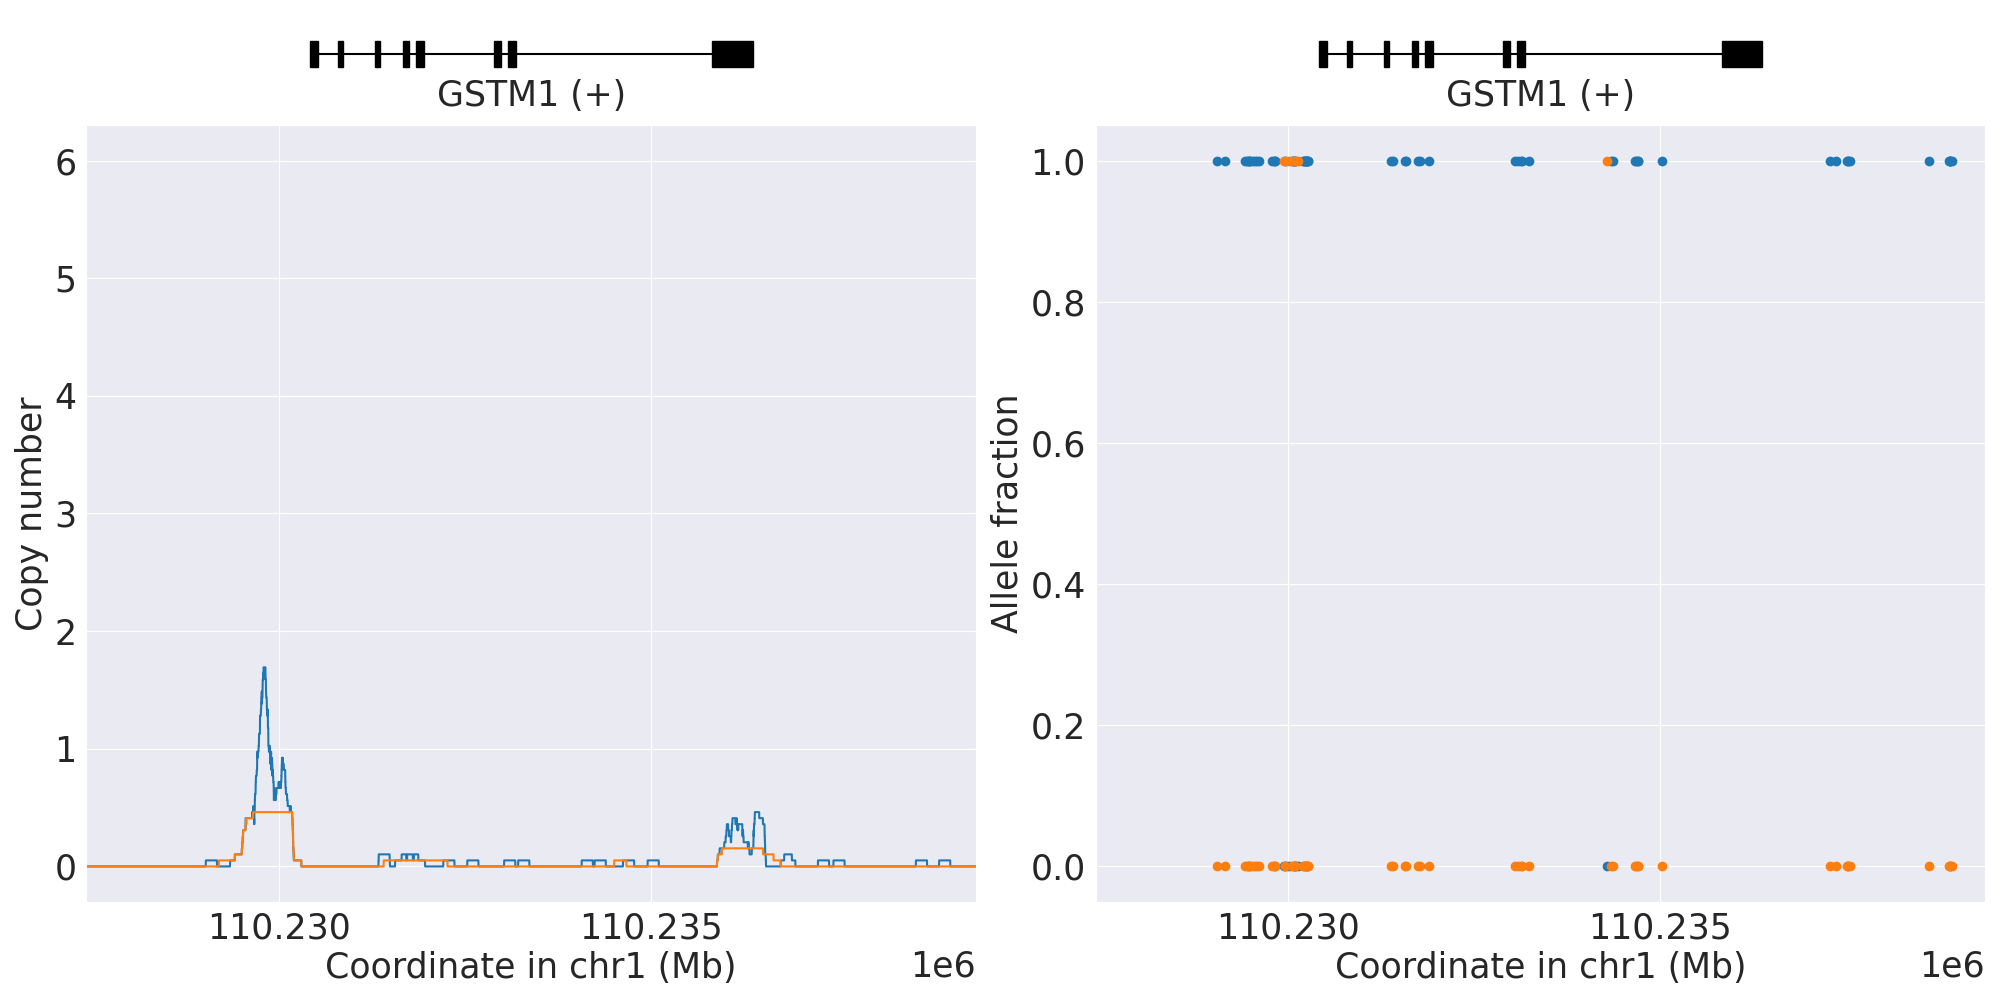 GSTM1 (+)
6
5
4
3
2
1
0
Copy number
110.230
110.235
Coordinate in chr1 (Mb)
1e6
GSTM1 (+)
1.0
0.8
0.6
0.4
0.2
0.0
Allele fraction
110.230
110.235
Coordinate in chr1 (Mb)
1e6